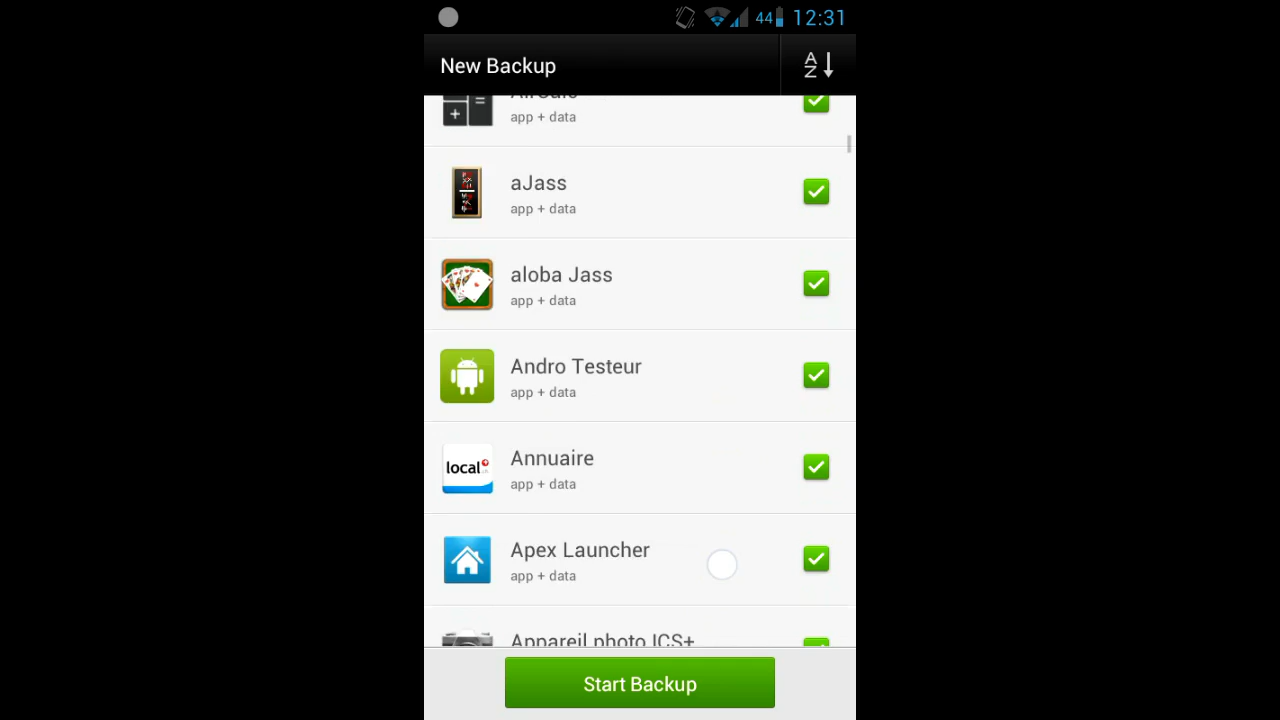 44 12:31
New Backup
A
Z
app + data
aJass
app + data
aloba Jass
app + data
Andro Testeur
app + data
local
Annuaire
app + data
Apex Launcher
app + data
Appareil photo ICS+
Start Backup